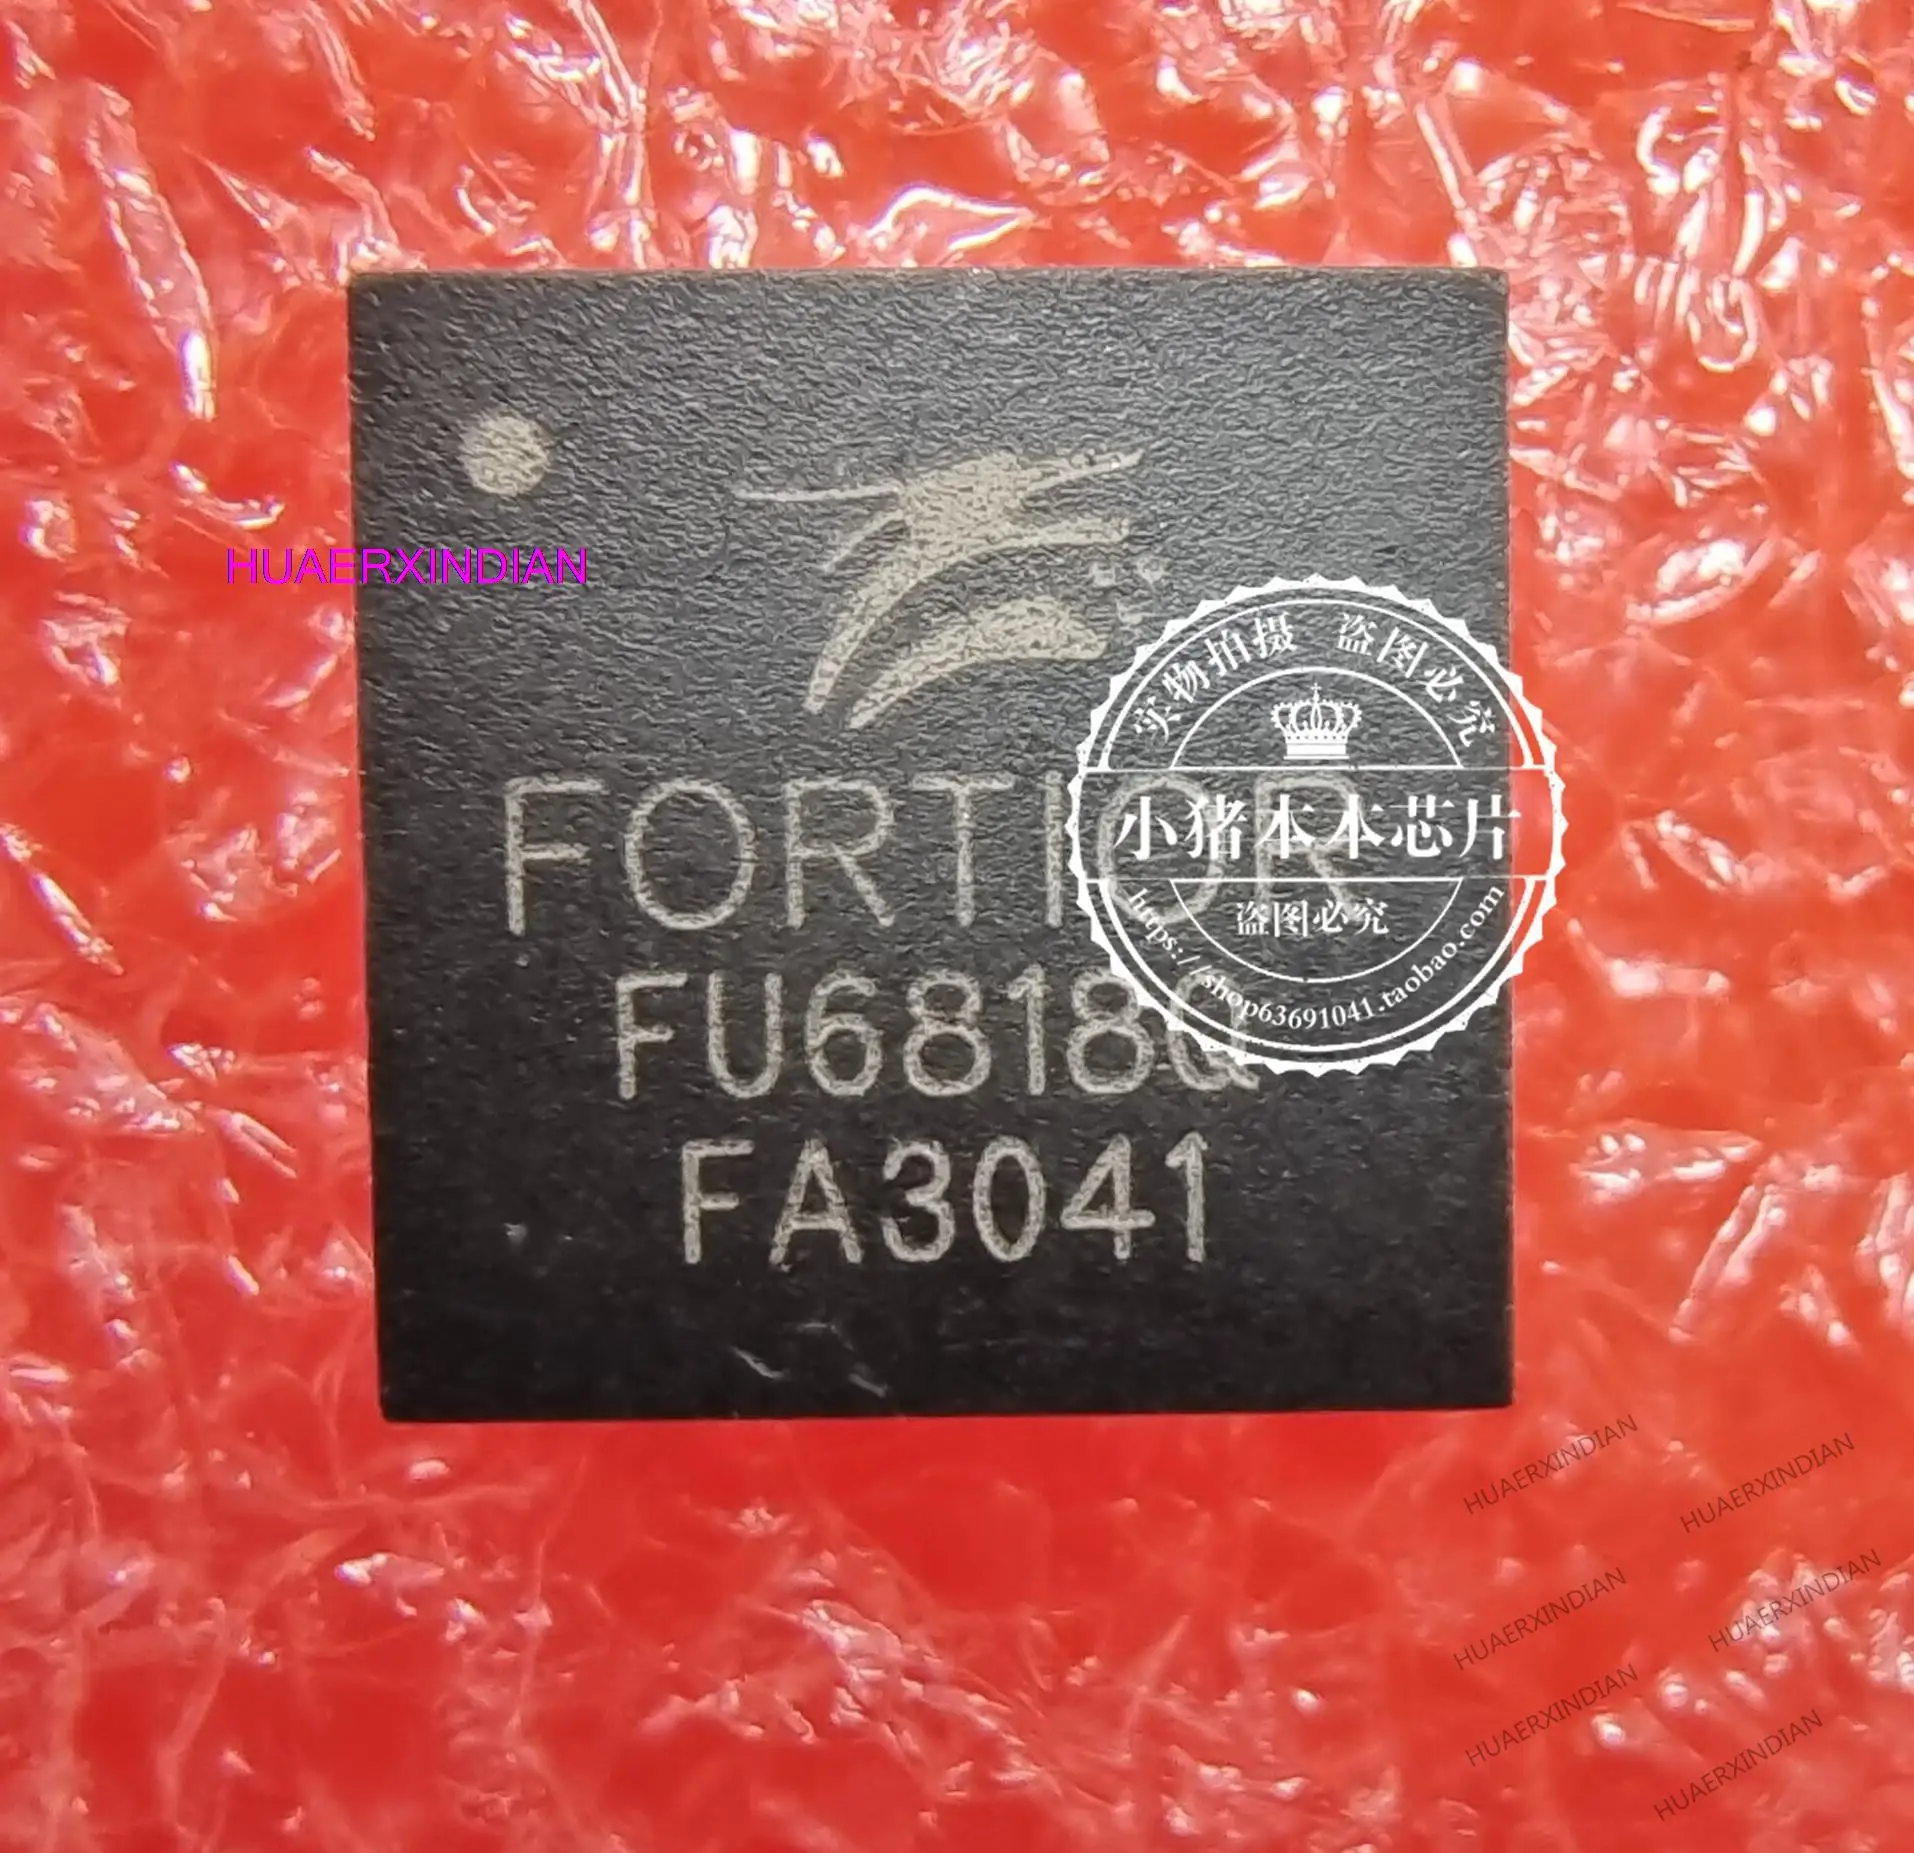 HUAERXINDIAN
FORTIOR
FU6818Q
FA3041
实物拍摄 盗图必究
小猪本本芯片
盗图必究
https://shop63691041.taobao.com
HUAERXINDIAN
HUAERXINDIAN
HUAERXINDIAN
HUAERXINDIAN
HUAERXINDIAN
HUAERXINDIAN